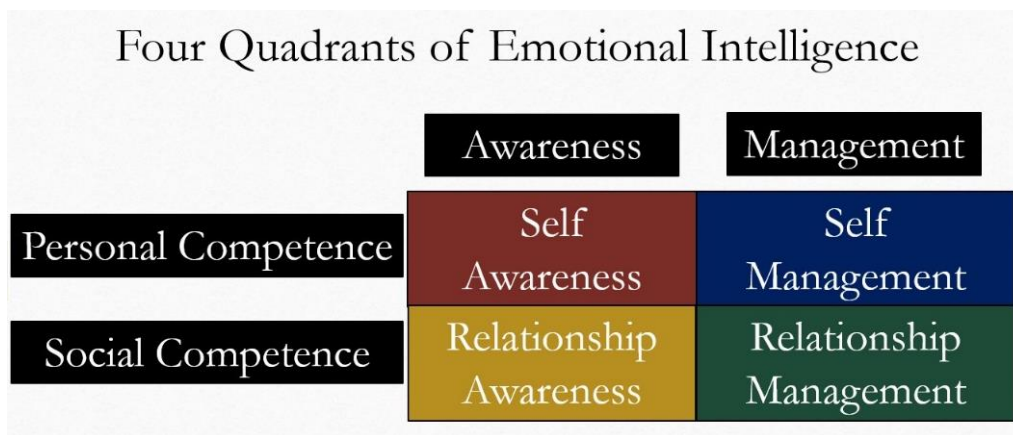 Four Quadrants of Emotional Intelligence
Awareness
Management
Personal Competence
Self
Awareness
Self
Management
Social Competence
Relationship
Awareness
Relationship
Management